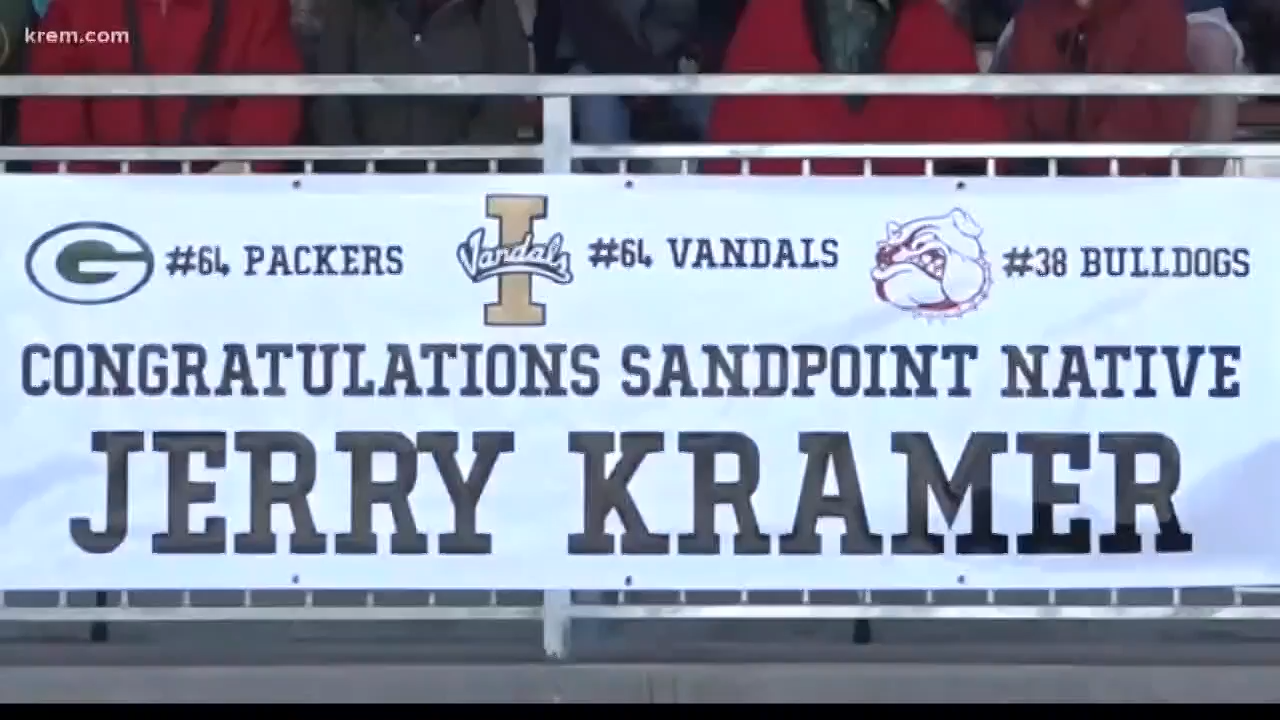 krem.com
G #64 PACKERS I Vandals #64 VANDALS #38 BULLDOGS
CONGRATULATIONS SANDPOINT NATIVE
JERRY KRAMER